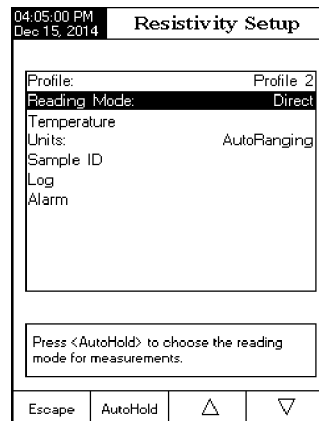 04:05:00 PM
Dec 15, 2014
Resistivity Setup
Profile: Profile 2
Reading Mode: Direct
Temperature
Units: AutoRanging
Sample ID
Log
Alarm
Press <AutoHold> to choose the reading
mode for measurements.
Escape AutoHold △ ▽